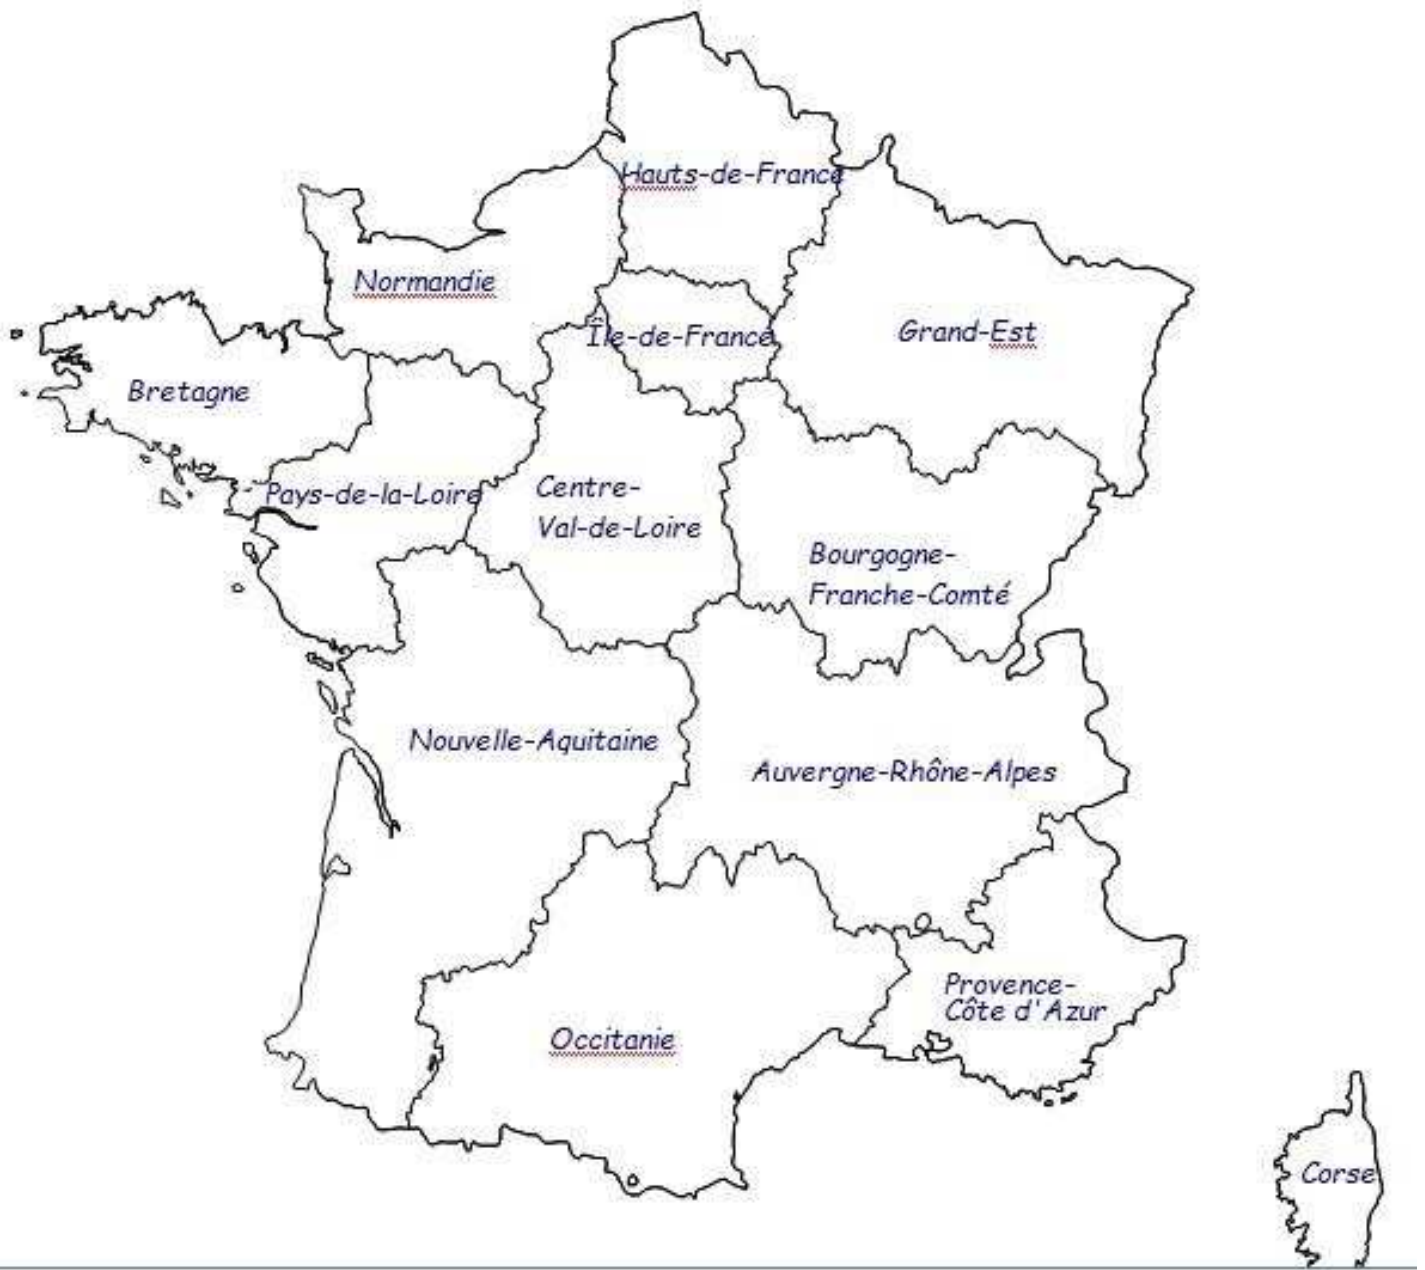 Hauts-de-France
Normandie
Île-de-France
Grand-Est
Bretagne
Pays-de-la-Loire
Centre-
Val-de-Loire
Bourgogne-
Franche-Comté
Nouvelle-Aquitaine
Auvergne-Rhône-Alpes
Provence-
Côte d'Azur
Occitanie
Corse